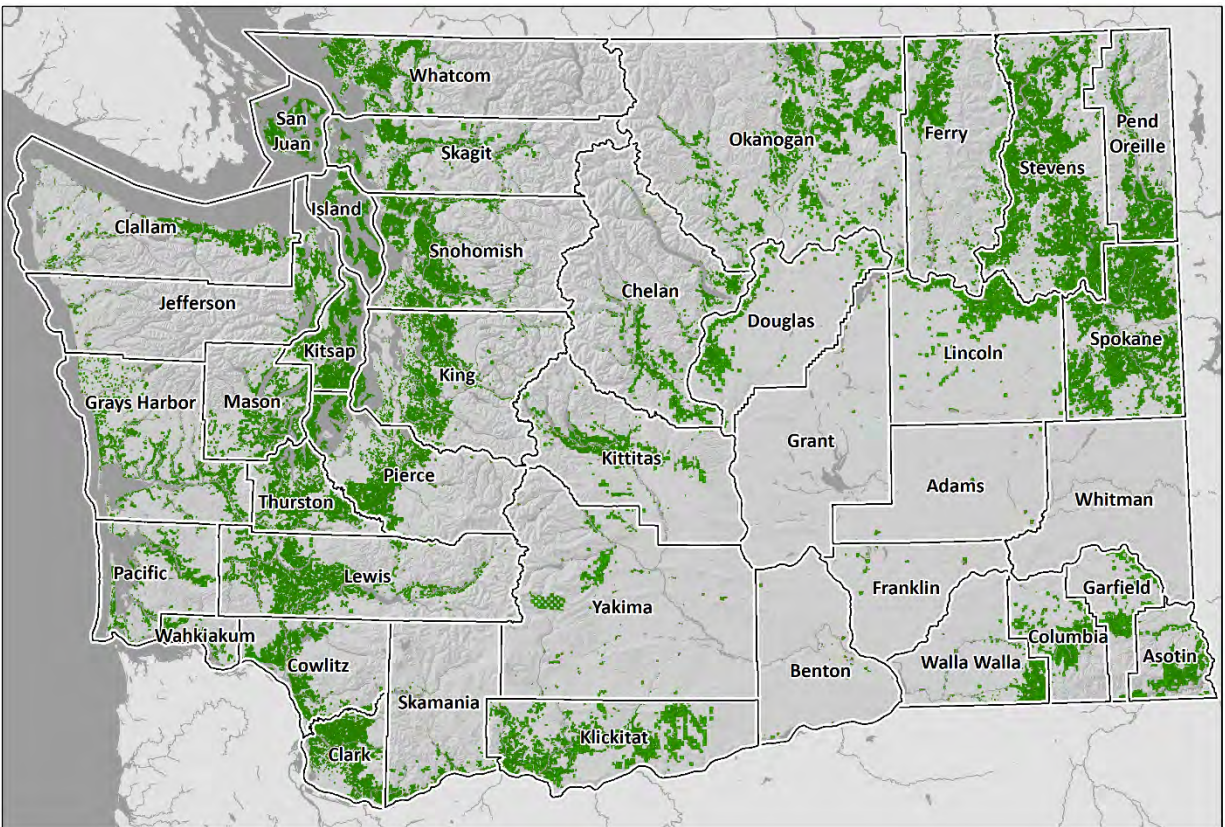 Whatcom
San
Juan
Skagit
Okanogan
Ferry
Stevens
Pend
Oreille
Island
Clallam
Snohomish
Jefferson
Chelan
Douglas
Kitsap
King
Lincoln
Spokane
Grays Harbor
Mason
Grant
Kittitas
Pierce
Thurston
Adams
Whitman
Pacific
Lewis
Yakima
Franklin
Garfield
Wahkiakum
Columbia
Cowlitz
Benton
Walla Walla
Asotin
Skamania
Klickitat
Clark